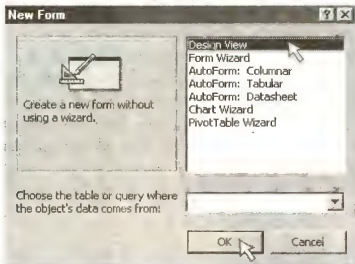 New Form
Design View
Form Wizard
AutoForm: Columnar
AutoForm: Tabular
AutoForm: Datasheet
Chart Wizard
PivotTable Wizard
Create a new form without
using a wizard.
Choose the table or query where
the object's data comes from:
OK
Cancel